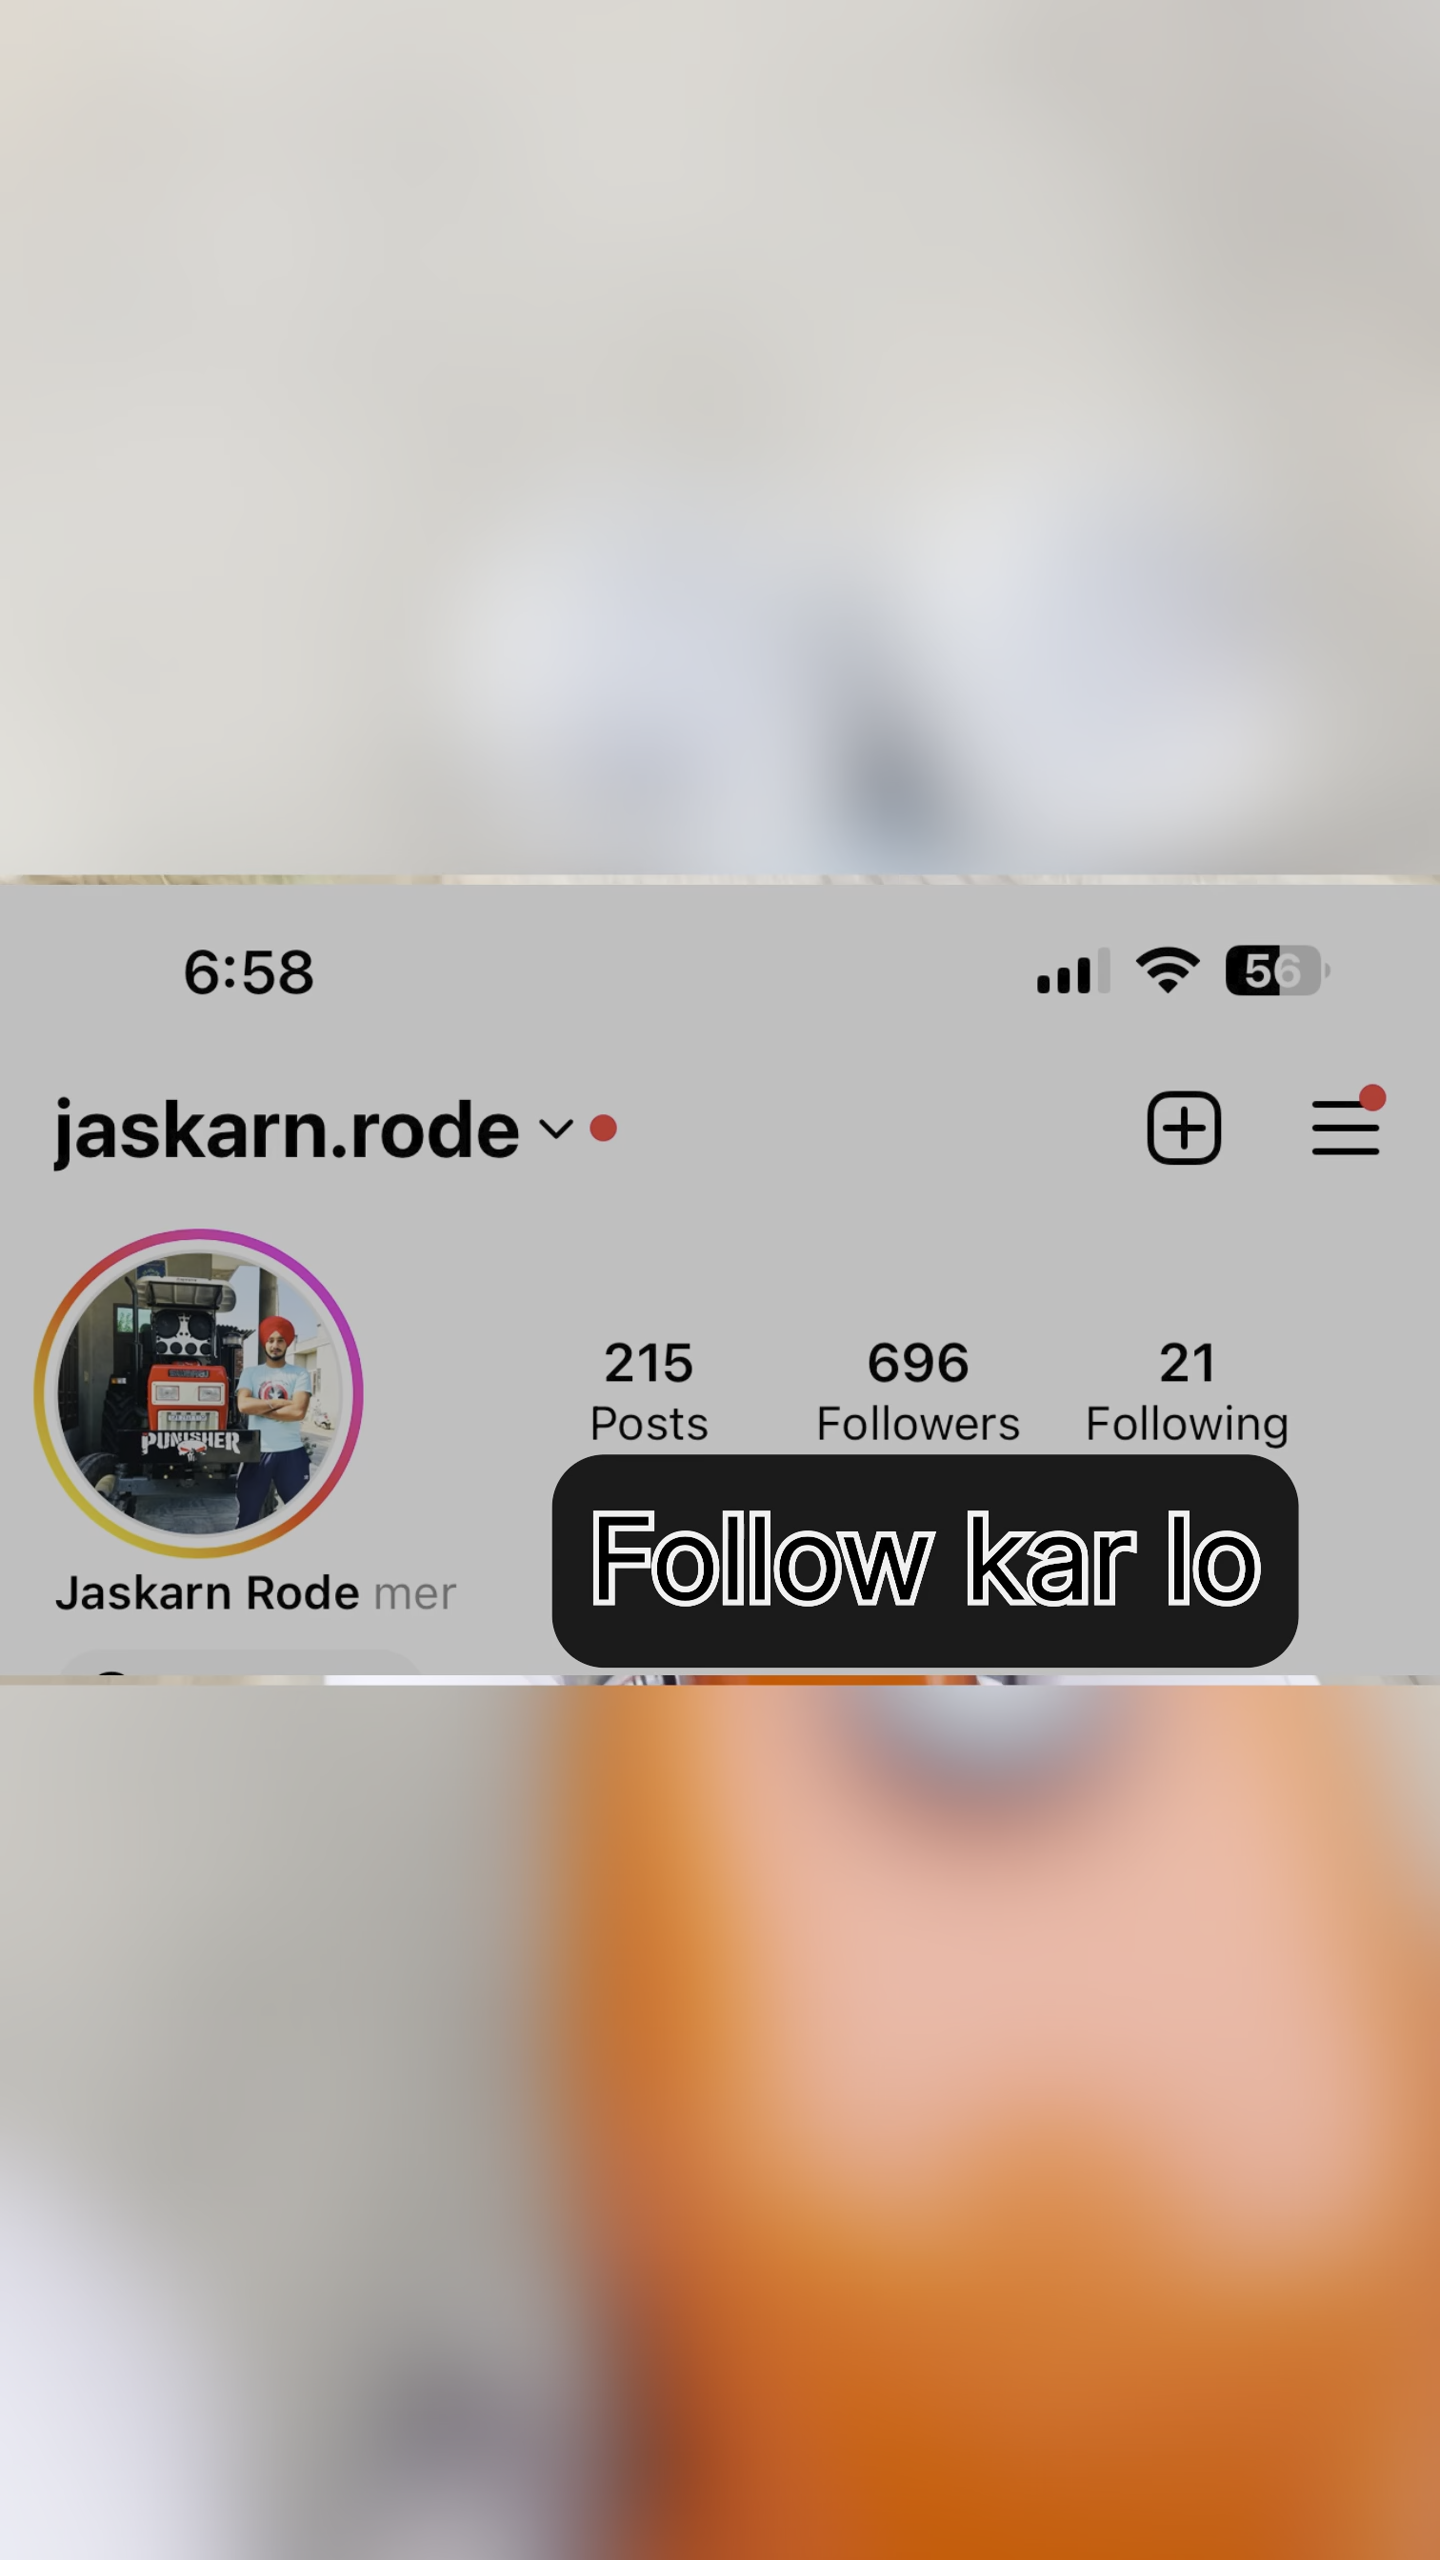 6:58
56
jaskarn.rode
215 696 21
Posts Followers Following
PUNISHER
Follow kar lo
Jaskarn Rode mer